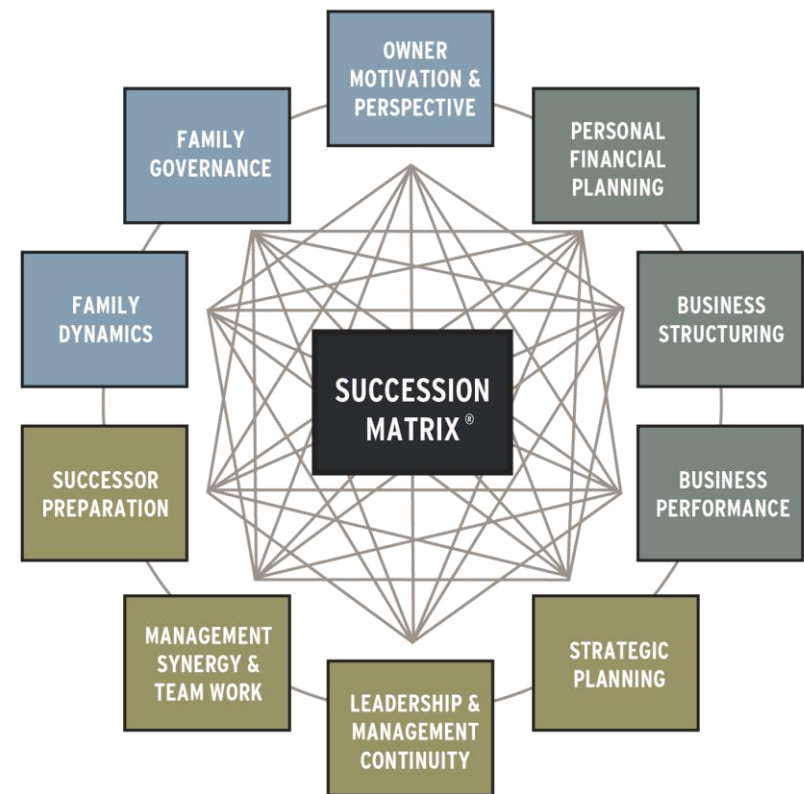 OWNER
MOTIVATION &
PERSPECTIVE
PERSONAL
FINANCIAL
PLANNING
BUSINESS
STRUCTURING
BUSINESS
PERFORMANCE
STRATEGIC
PLANNING
LEADERSHIP &
MANAGEMENT
CONTINUITY
MANAGEMENT
SYNERGY &
TEAM WORK
SUCCESSOR
PREPARATION
FAMILY
DYNAMICS
FAMILY
GOVERNANCE
SUCCESSION
MATRIX®